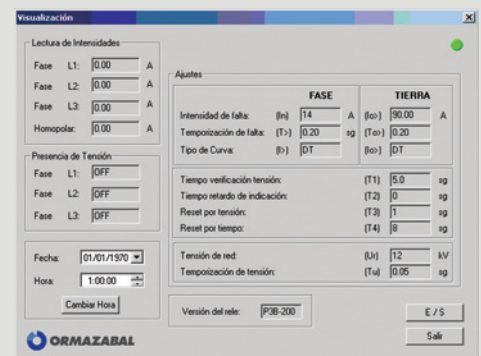 Visualización
Lectura de Intensidades
Fase L1: 0.00 A
Fase L2: 0.00 A
Fase L3: 0.00 A
Homopolar: 0.00 A
Presencia de Tensión
Fase L1: OFF
Fase L2: OFF
Fase L3: OFF
Fecha: 01/01/1970
Hora: 1:00:00
Cambiar Hora
ORMAZABAL
Ajustes
FASE TIERRA
Intensidad de falta: (In) 14 A (Io>) 90.00 A
Temporización de falta: (T>) 0.20 sg (To>) 0.20
Tipo de Curva: (I>) DT (Io>) DT
Tiempo verificación tensión: (T1) 5.0 sg
Tiempo retardo de indicación: (T2) 0 sg
Reset por tensión: (T3) 1 sg
Reset por tiempo: (T4) 8 sg
Tensión de red: (Ur) 12 kV
Temporización de tensión: (Tu) 0.05 sg
Versión del rele: P3B-200
E / S
Salir